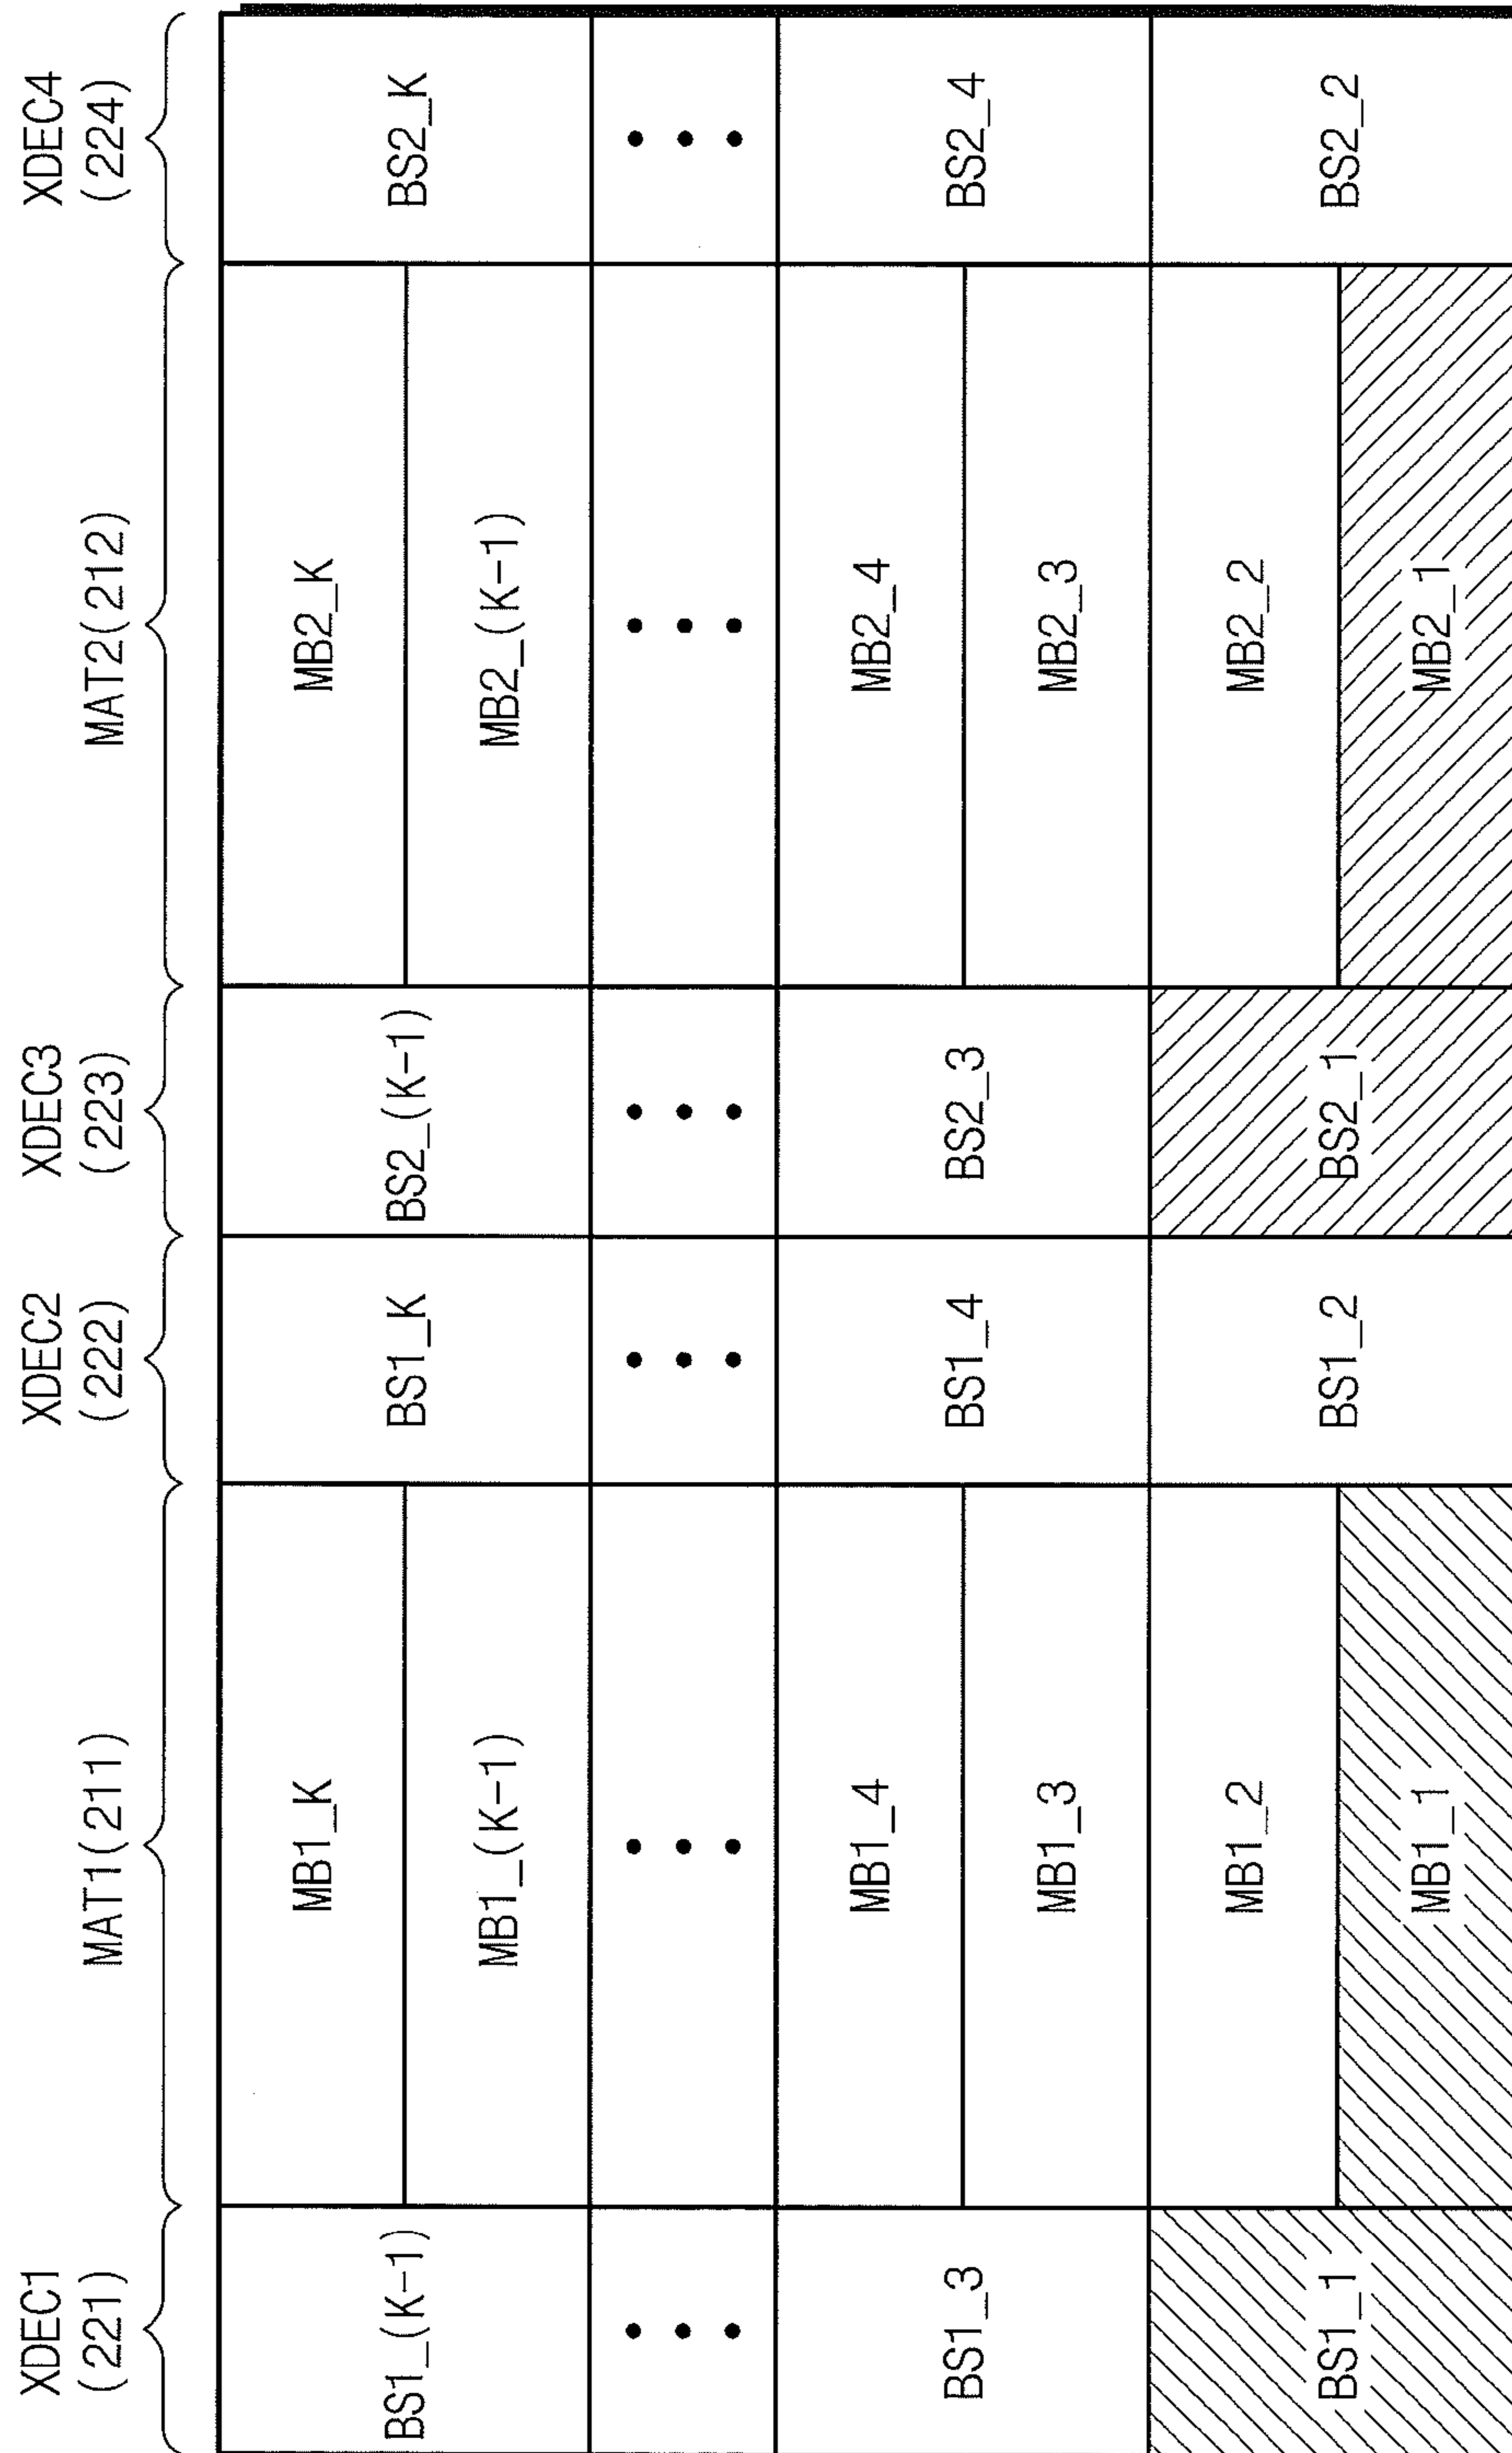 XDEC1
(221)
MAT1(211)
XDEC2
(222)
XDEC3
(223)
MAT2(212)
XDEC4
(224)
BS1_(K-1)
MB1_K
MB1_(K-1)
BS1_K
BS2_(K-1)
MB2_K
MB2_(K-1)
BS2_K
BS1_3
MB1_4
MB1_3
BS1_4
BS2_3
MB2_4
MB2_3
BS2_4
BS1_1
MB1_2
MB1_1
BS1_2
BS2_1
MB2_2
MB2_1
BS2_2